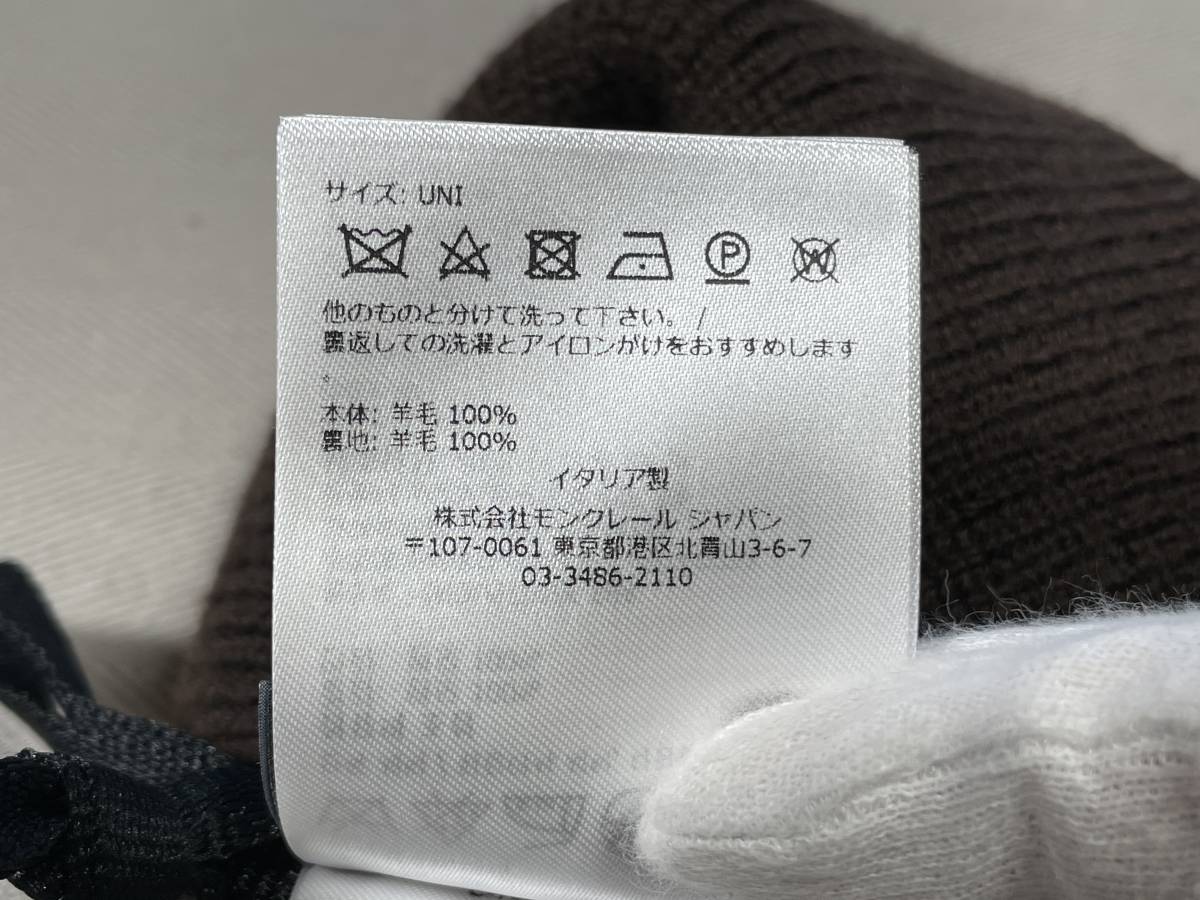 サイズ: UNI
P W
他のものと分けて洗って下さい。 /
裏返しての洗濯とアイロンがけをおすすめします
。
本体: 羊毛 100%
裏地: 羊毛 100%
イタリア製
株式会社モンクレール ジャパン
〒107-0061 東京都港区北青山3-6-7
03-3486-2110